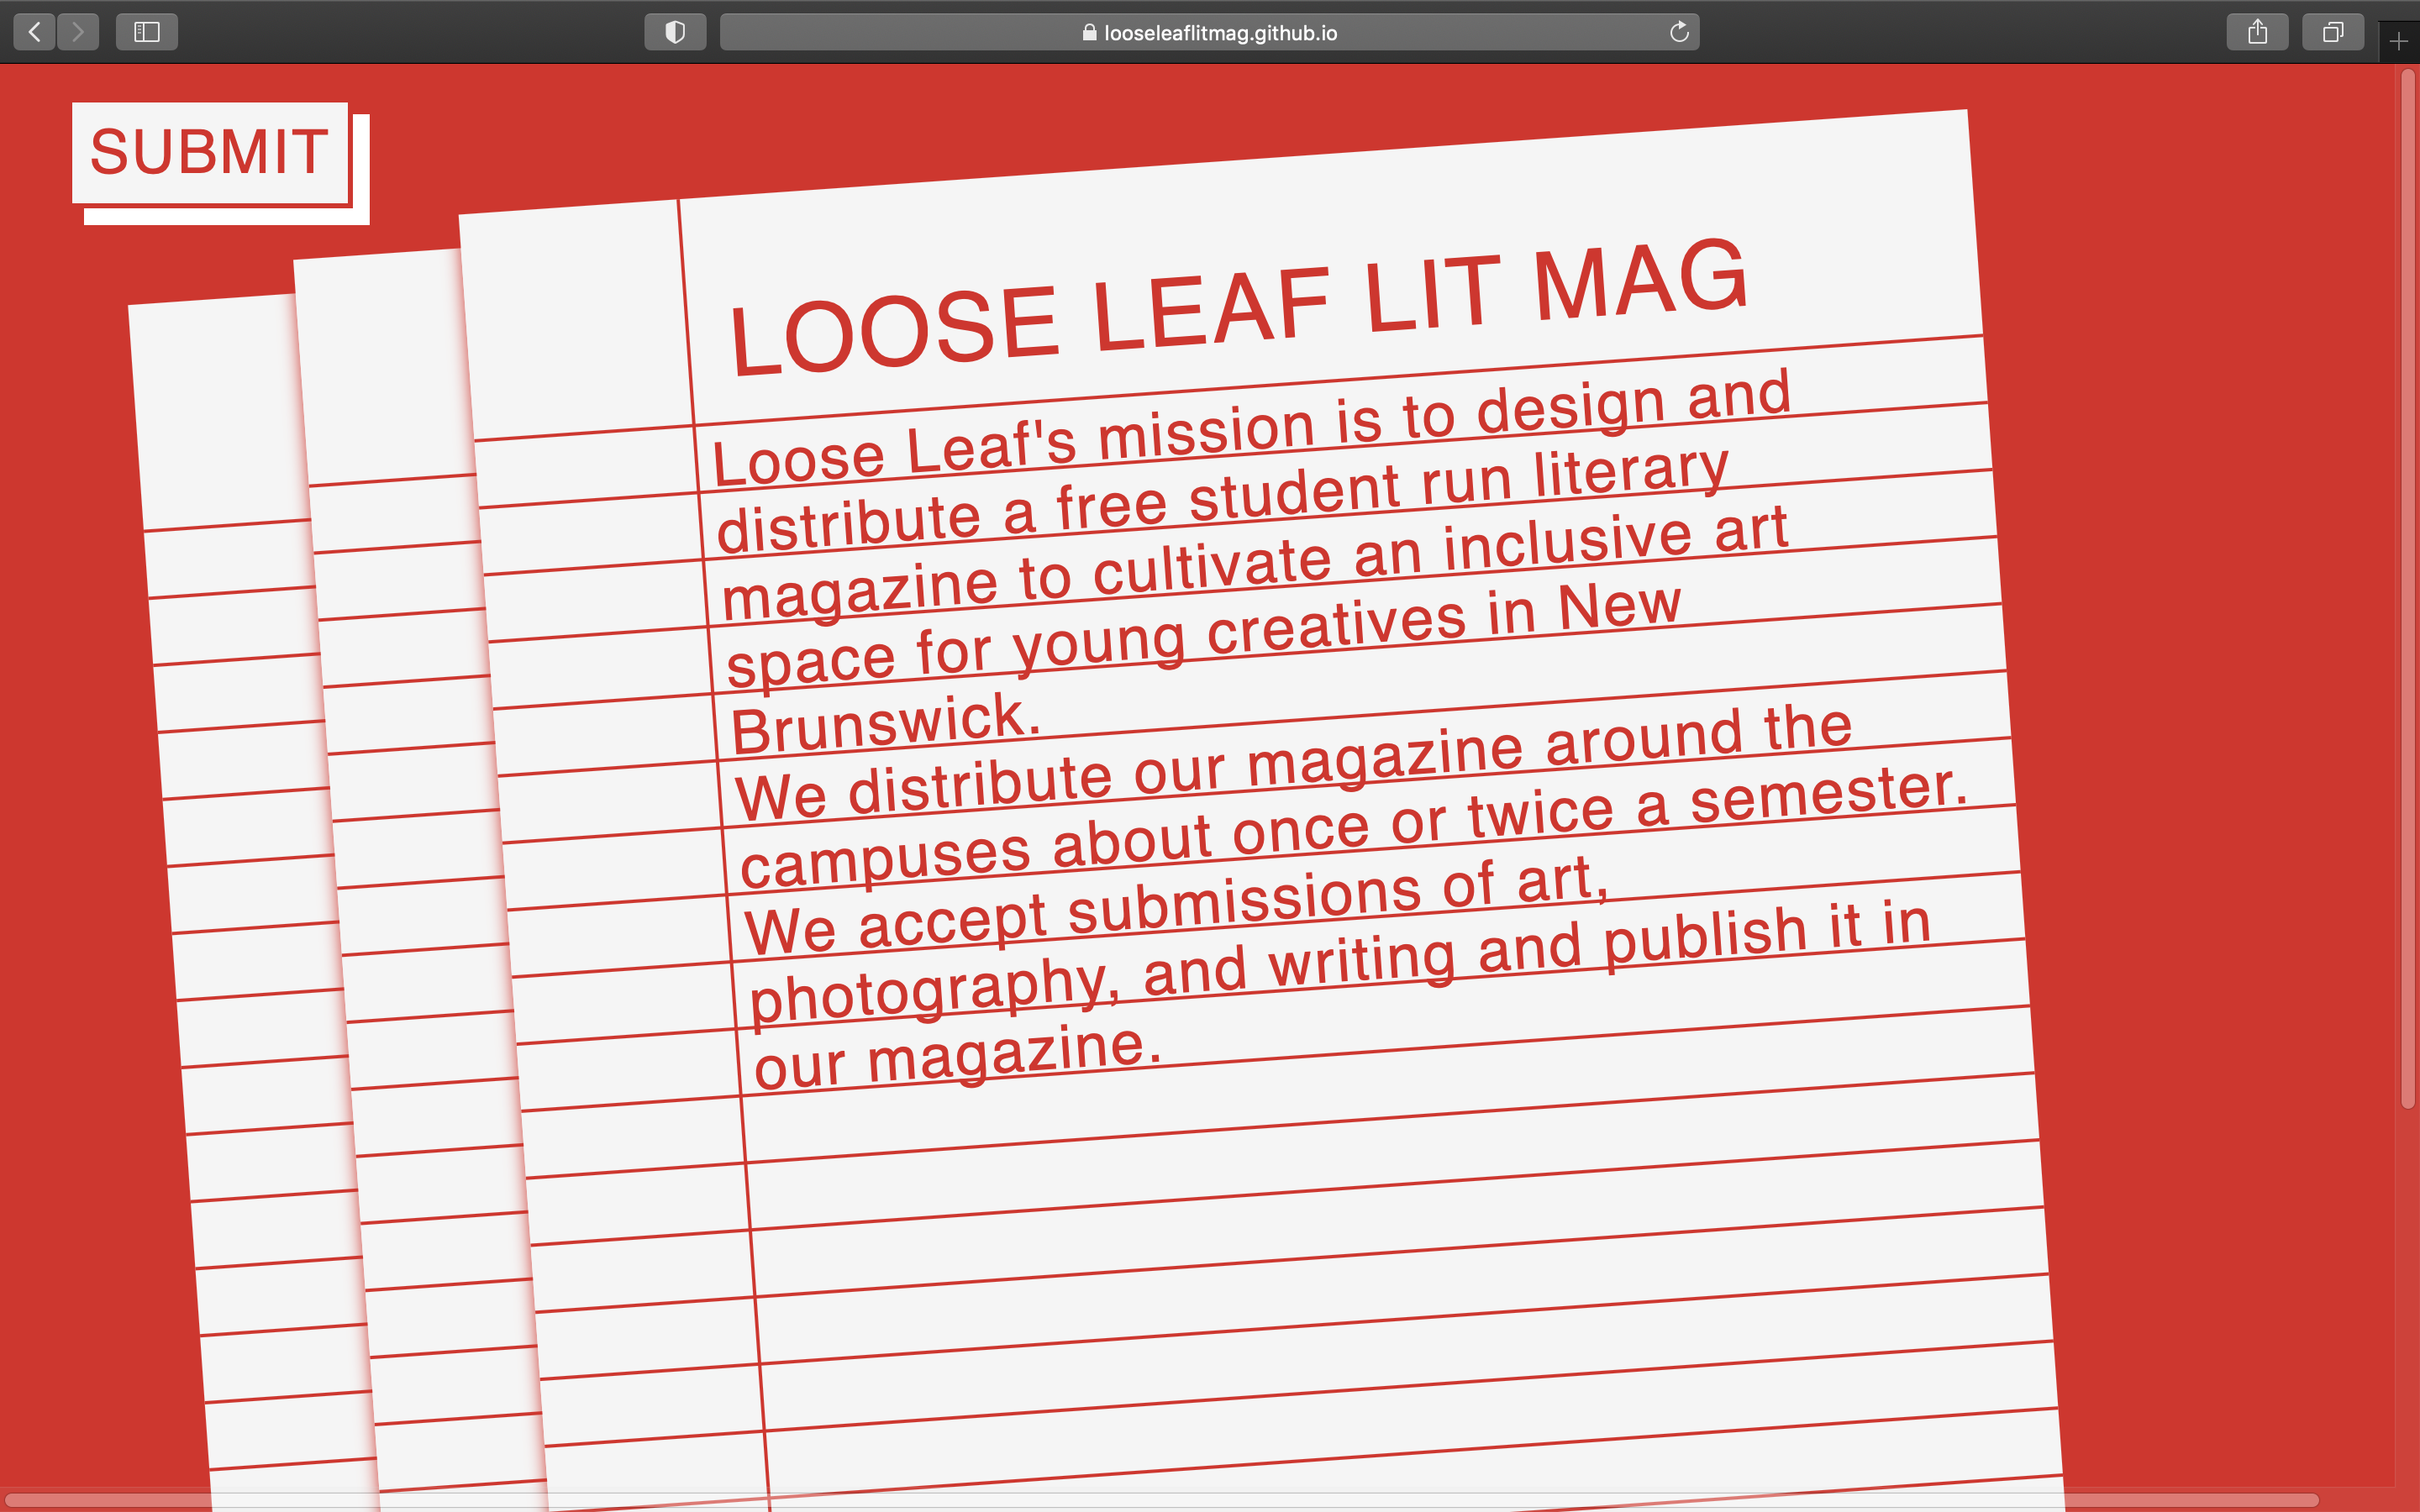 looseleaflitmag.github.io
SUBMIT
LOOSE LEAF LIT MAG
Loose Leaf's mission is to design and
distribute a free student run literary
magazine to cultivate an inclusive art
space for young creatives in New
Brunswick.
We distribute our magazine around the
campuses about once or twice a semester.
We accept submissions of art,
photography, and writing and publish it in
our magazine.